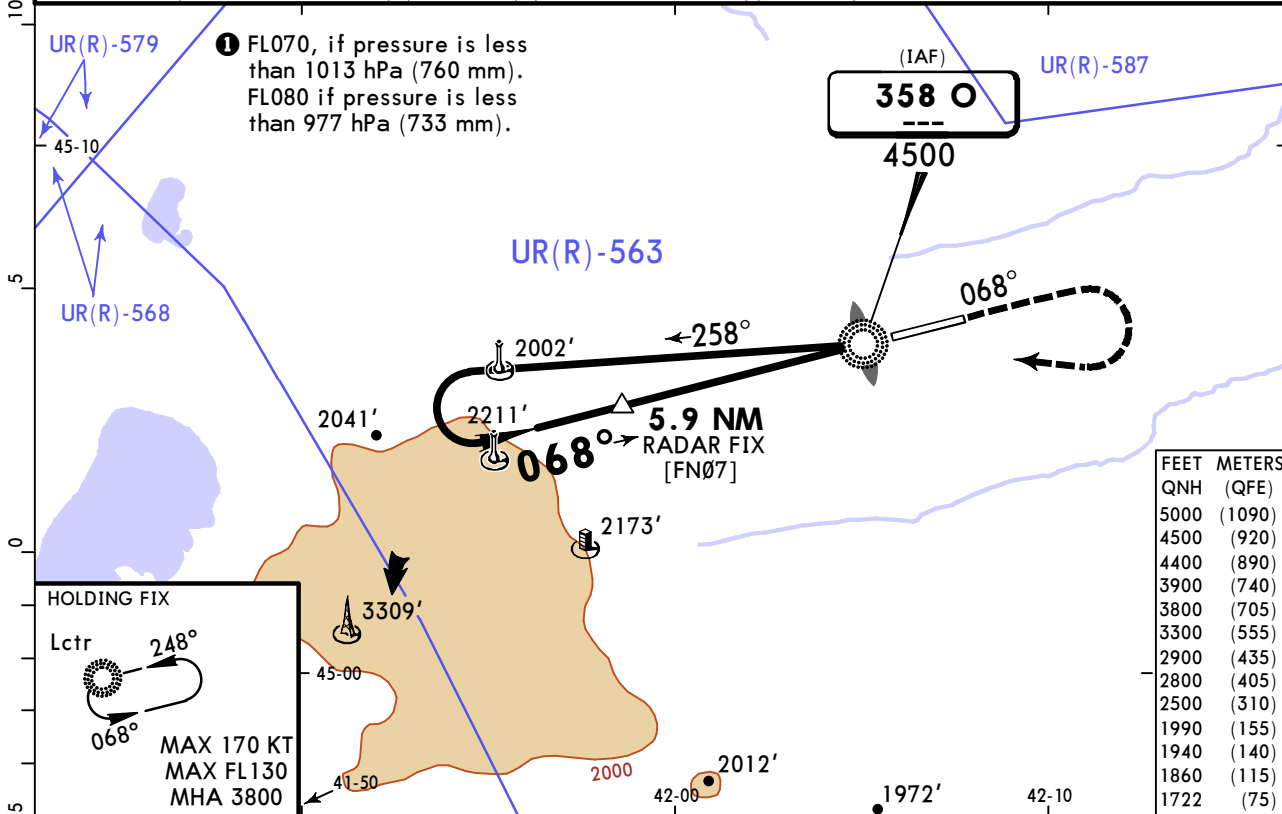 10
UR(R)-579
1 FL070, if pressure is less
than 1013 hPa (760 mm).
FL080 if pressure is less
than 977 hPa (733 mm).
(IAF)
358 O
---
4500
UR(R)-587
45-10
5
UR(R)-568
UR(R)-563
068°
258°
2002'
2041'
2211'
068°
5.9 NM
RADAR FIX
[FNØ7]
0
2173'
3309'
45-00
HOLDING FIX
Lctr
248°
068°
MAX 170 KT
MAX FL130
MHA 3800
41-50
2000
2012'
42-00
1972'
42-10
5
FEET METERS
QNH (QFE)
5000 (1090)
4500 (920)
4400 (890)
3900 (740)
3800 (705)
3300 (555)
2900 (435)
2800 (405)
2500 (310)
1990 (155)
1940 (140)
1860 (115)
1722 (75)